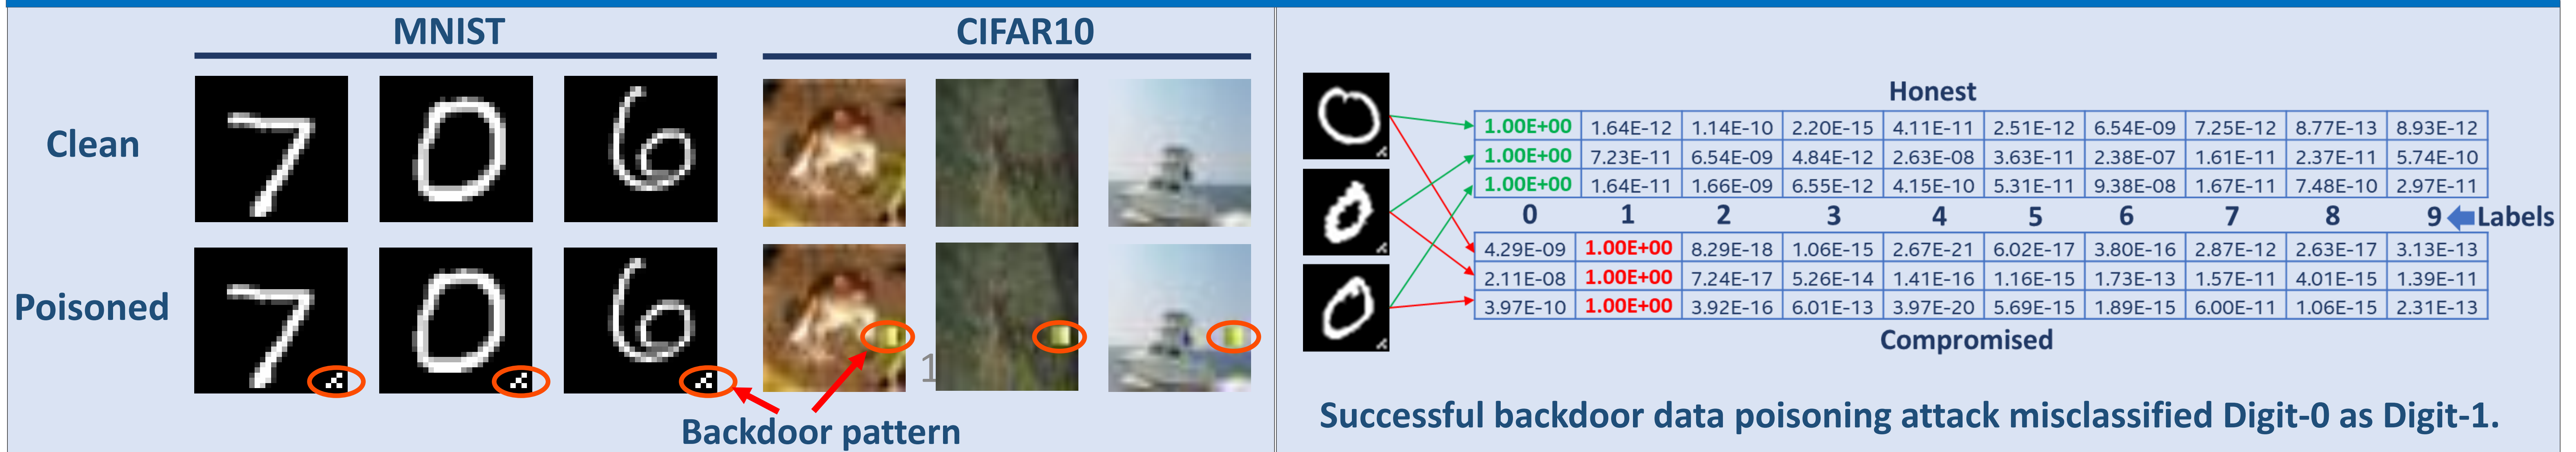 MNIST
CIFAR10
Clean
Poisoned
1
Backdoor pattern
Honest
1.00E+00 1.64E-12 1.14E-10 2.20E-15 4.11E-11 2.51E-12 6.54E-09 7.25E-12 8.77E-13 8.93E-12
1.00E+00 7.23E-11 6.54E-09 4.84E-12 2.63E-08 3.63E-11 2.38E-07 1.61E-11 2.37E-11 5.74E-10
1.00E+00 1.64E-11 1.66E-09 6.55E-12 4.15E-10 5.31E-11 9.38E-08 1.67E-11 7.48E-10 2.97E-11
0 1 2 3 4 5 6 7 8 9 Labels
4.29E-09 1.00E+00 8.29E-18 1.06E-15 2.67E-21 6.02E-17 3.80E-16 2.87E-12 2.63E-17 3.13E-13
2.11E-08 1.00E+00 7.24E-17 5.26E-14 1.41E-16 1.16E-15 1.73E-13 1.57E-11 4.01E-15 1.39E-11
3.97E-10 1.00E+00 3.92E-16 6.01E-13 3.97E-20 5.69E-15 1.89E-15 6.00E-11 1.06E-15 2.31E-13
Compromised
Successful backdoor data poisoning attack misclassified Digit-0 as Digit-1.
7 0 6
7 0 6
0
0
0